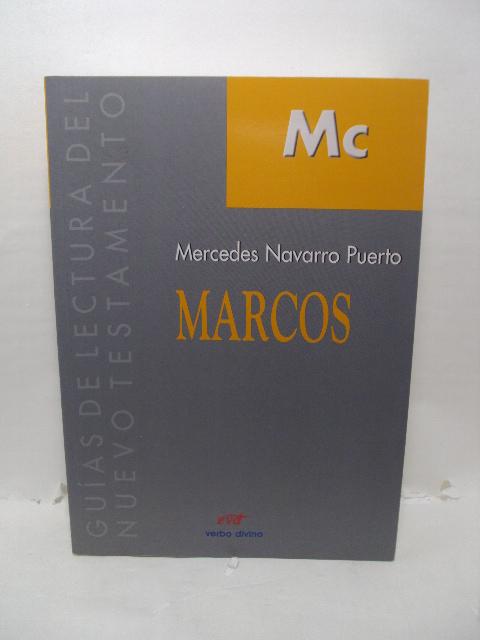 Mc
Mercedes Navarro Puerto
MARCOS
GUÍAS DE LECTURA DEL
NUEVO TESTAMENTO
evd
verbo divino